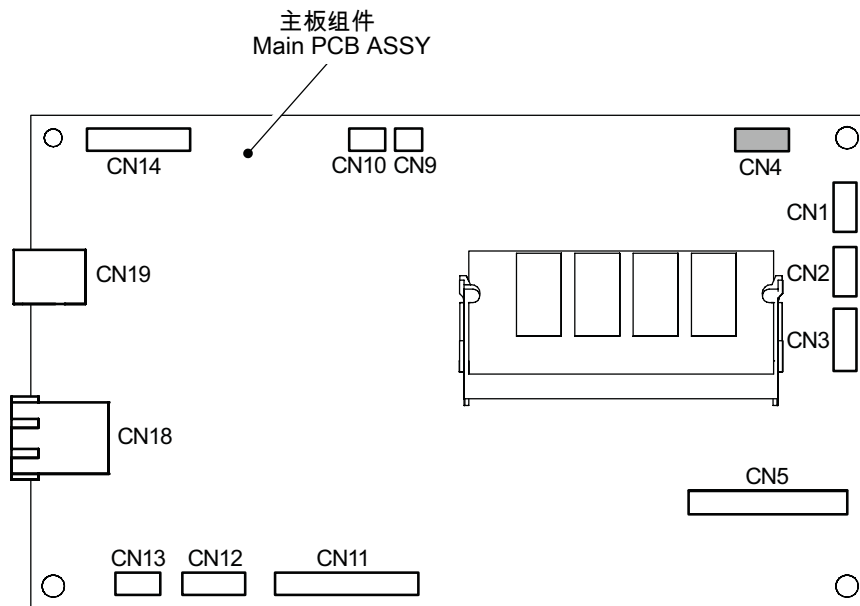 主板组件
Main PCB ASSY
CN14
CN10
CN9
CN4
CN1
CN19
CN2
CN3
CN18
CN5
CN13
CN12
CN11